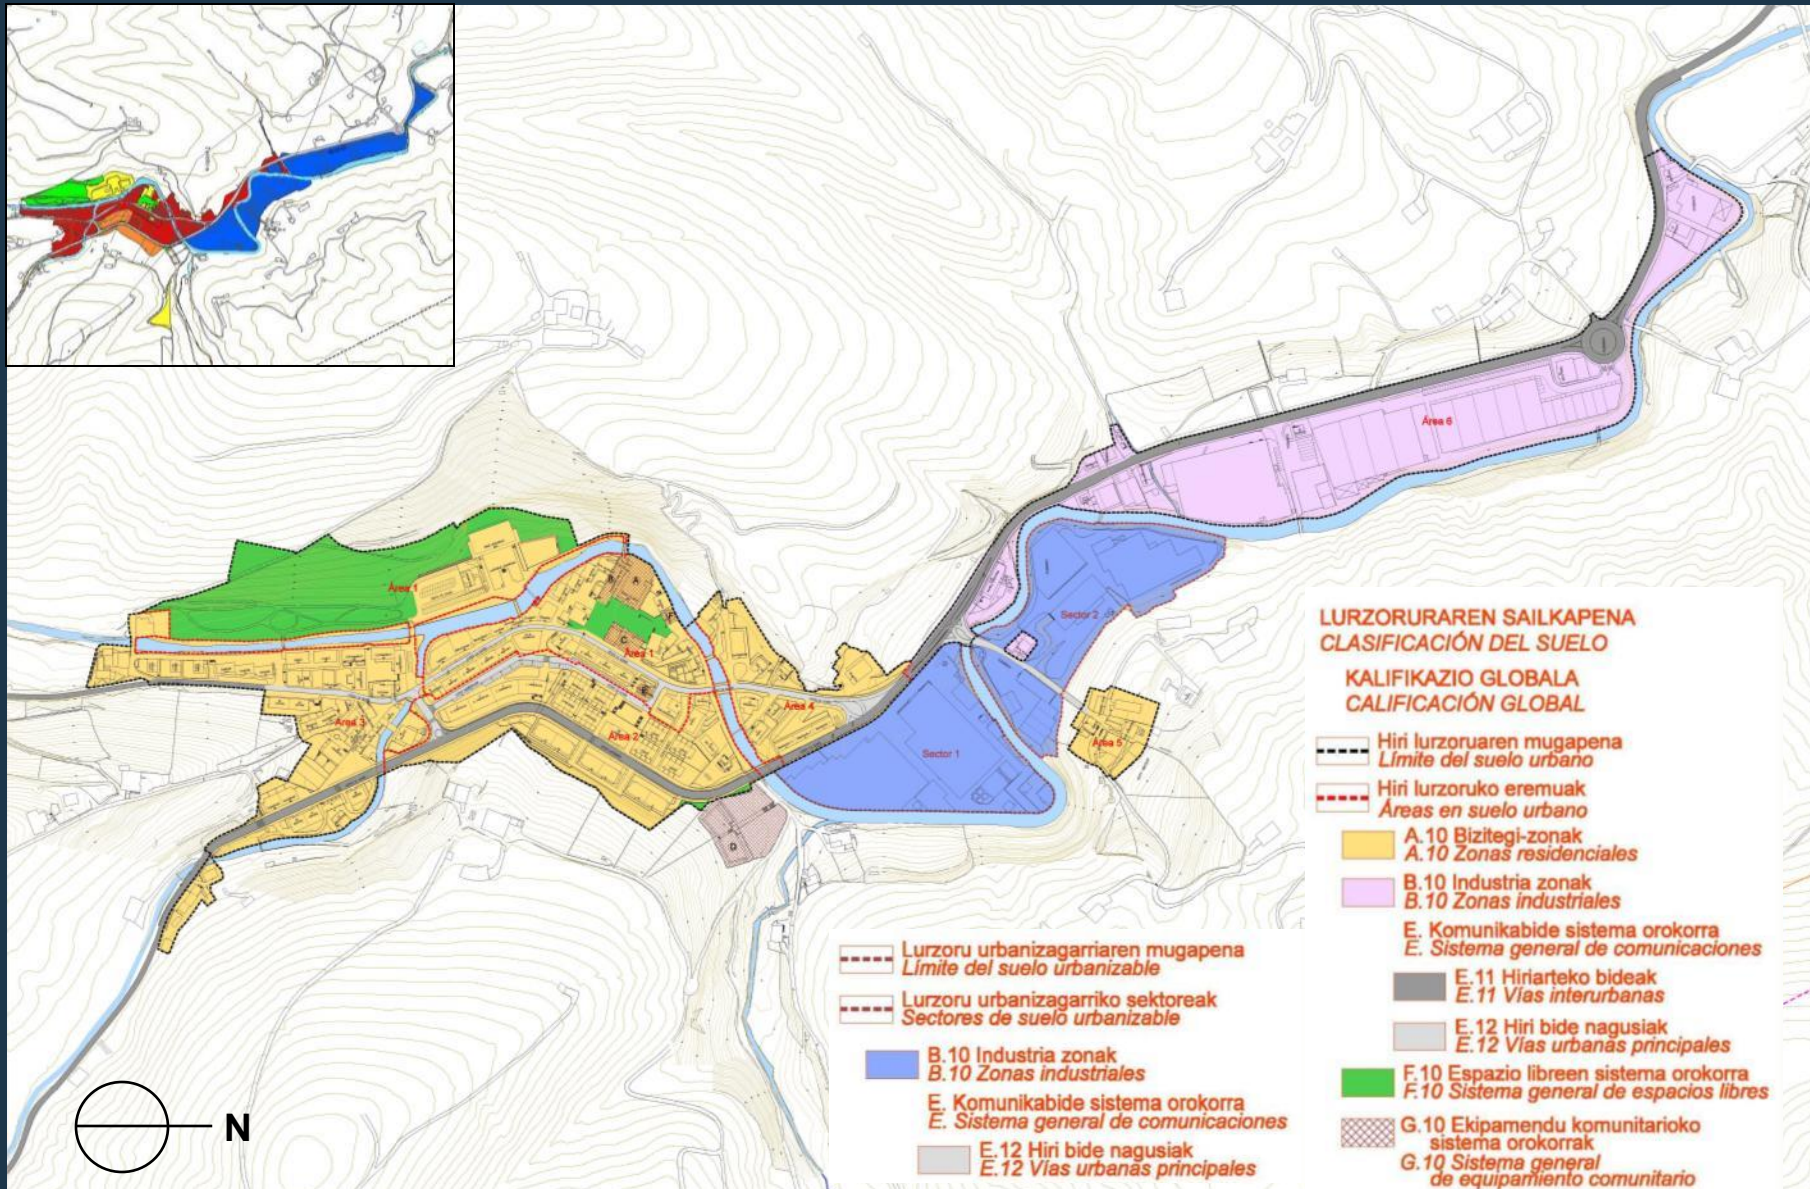 Área 6
Área 1
B
A
C
Área 1
Sector 2
Área 3
Área 4
Área 2
Sector 1
Área 5
D
N
LURZORURAREN SAILKAPENA
CLASIFICACIÓN DEL SUELO
KALIFIKAZIO GLOBALA
CALIFICACIÓN GLOBAL
Hiri lurzoruaren mugapena
Límite del suelo urbano
Hiri lurzoruko eremuak
Áreas en suelo urbano
A.10 Bizitegi-zonak
A.10 Zonas residenciales
B.10 Industria zonak
B.10 Zonas industriales
E. Komunikabide sistema orokorra
E. Sistema general de comunicaciones
E.11 Hiriarteko bideak
E.11 Vías interurbanas
E.12 Hiri bide nagusiak
E.12 Vías urbanas principales
F.10 Espazio libreen sistema orokorra
F.10 Sistema general de espacios libres
G.10 Ekipamendu komunitarioko
sistema orokorrak
G.10 Sistema general
de equipamiento comunitario
Lurzoru urbanizagarriaren mugapena
Límite del suelo urbanizable
Lurzoru urbanizagarriko sektoreak
Sectores de suelo urbanizable
B.10 Industria zonak
B.10 Zonas industriales
E. Komunikabide sistema orokorra
E. Sistema general de comunicaciones
E.12 Hiri bide nagusiak
E.12 Vías urbanas principales